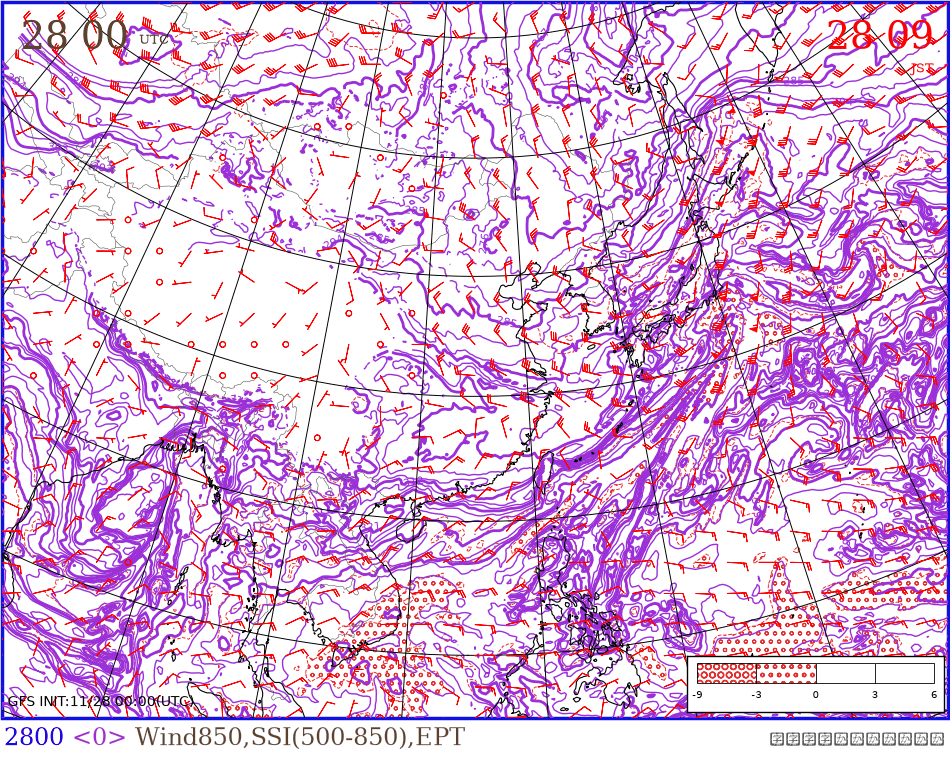 28 00 UTC
28 09 JST
-9 -3 0 3 6
GFS INIT:11/28 00:00(UTC)
2800 <0> Wind850,SSI(500-850),EPT